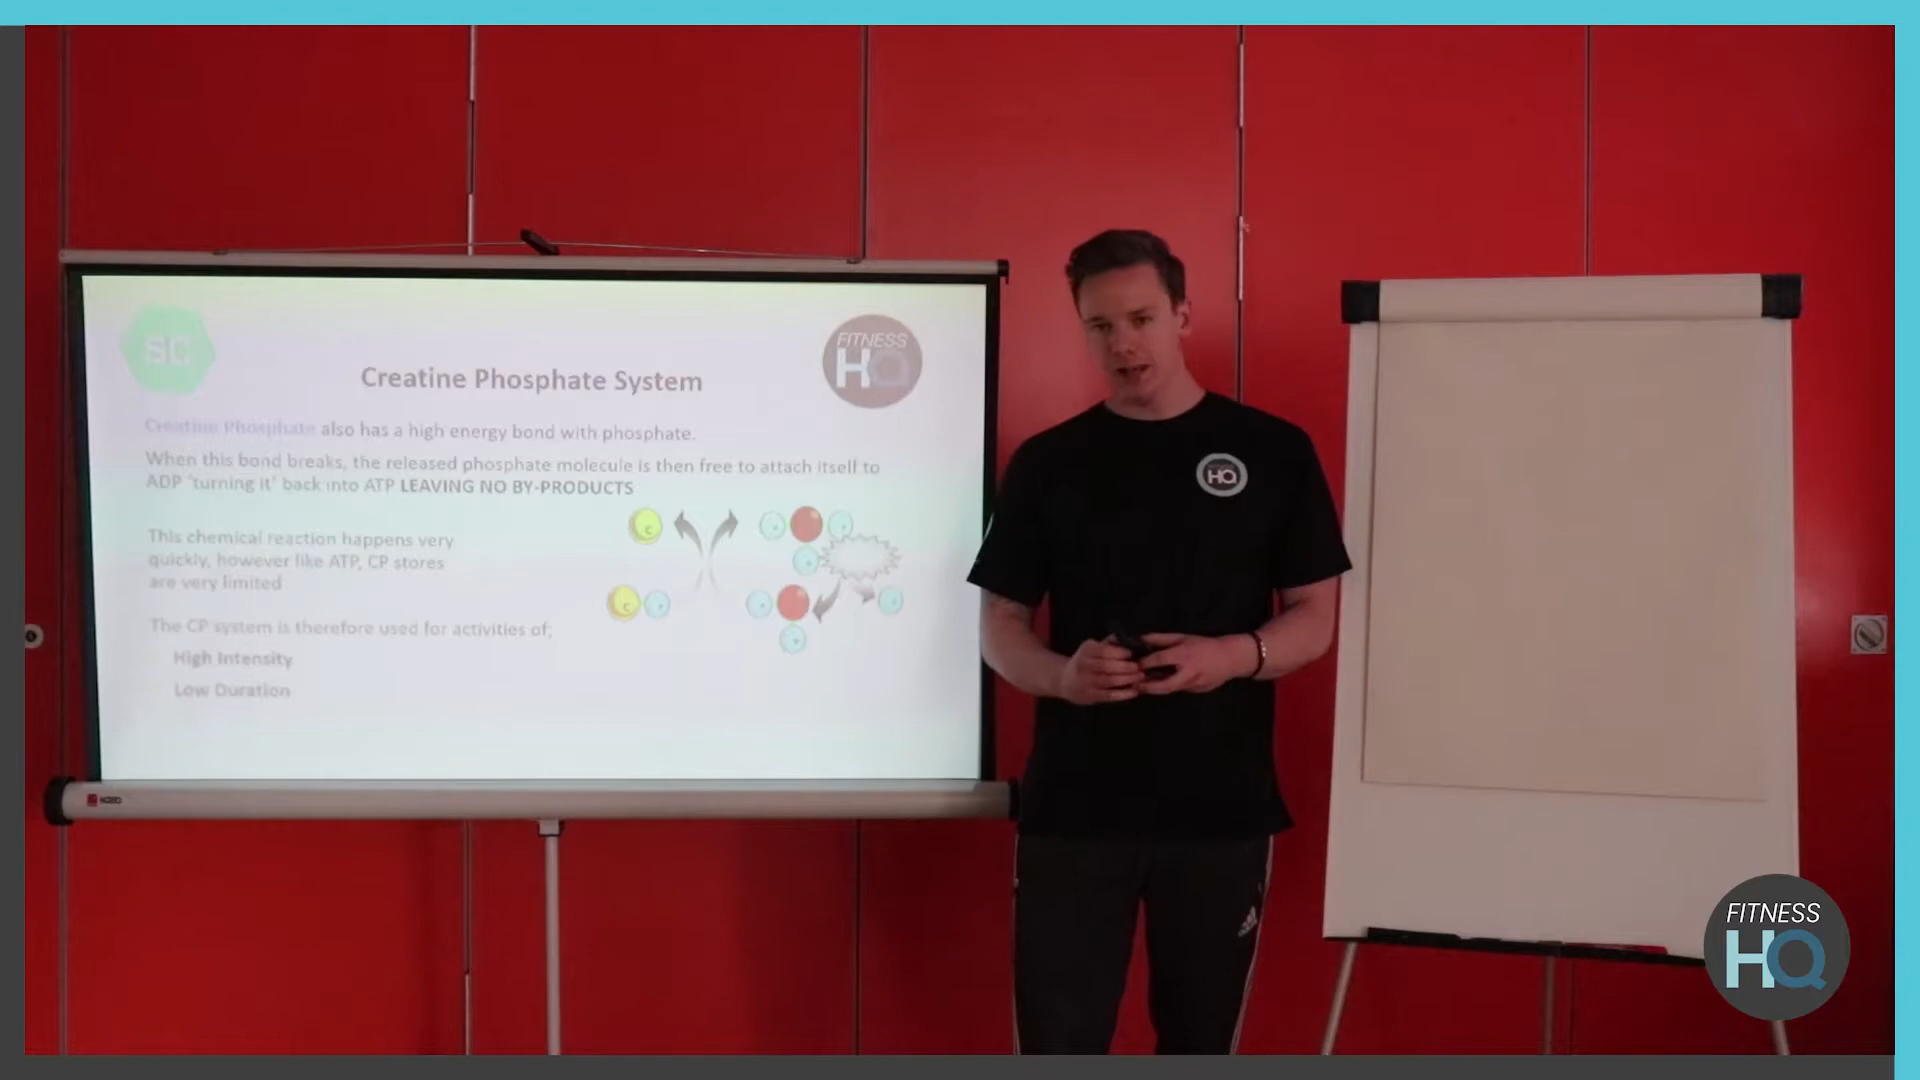 SIC
FITNESS
HQ
Creatine Phosphate System
Creatine Phosphate also has a high energy bond with phosphate.
When this bond breaks, the released phosphate molecule is then free to attach itself to
ADP 'turning it' back into ATP LEAVING NO BY-PRODUCTS
This chemical reaction happens very
quickly, however like ATP, CP stores
are very limited
C
C
The CP system is therefore used for activities of;
High Intensity
Low Duration
HQ
FITNESS
HQ